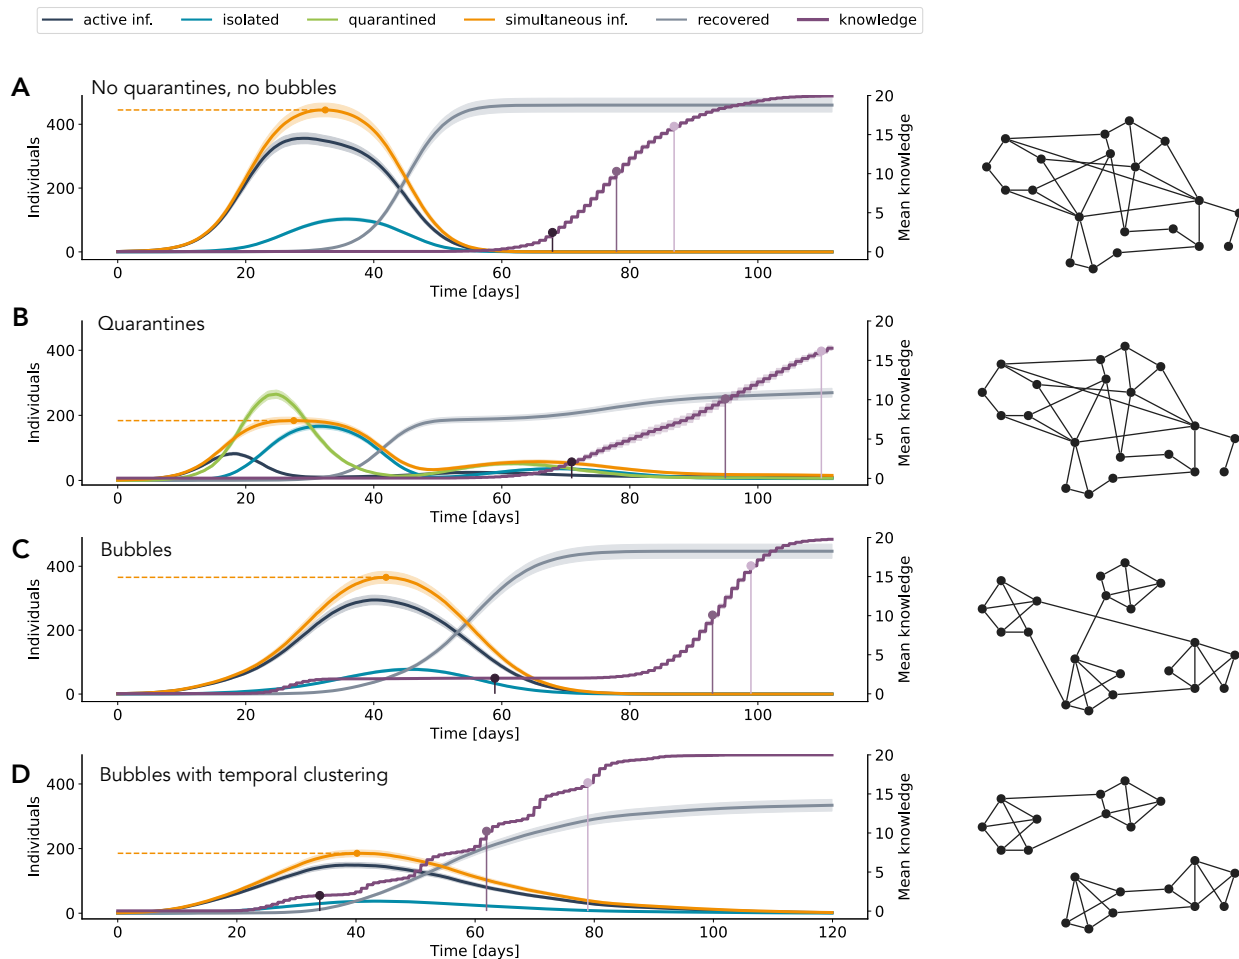 active inf. isolated quarantined simultaneous inf. recovered knowledge
A
No quarantines, no bubbles
Individuals
400
200
0
20
15
10
5
0
Mean knowledge
0 20 40 60 80 100
Time [days]
B
Quarantines
Individuals
400
200
0
20
15
10
5
0
Mean knowledge
0 20 40 60 80 100
Time [days]
C
Bubbles
Individuals
400
200
0
20
15
10
5
0
Mean knowledge
0 20 40 60 80 100
Time [days]
D
Bubbles with temporal clustering
Individuals
400
200
0
20
15
10
5
0
Mean knowledge
0 20 40 60 80 100 120
Time [days]